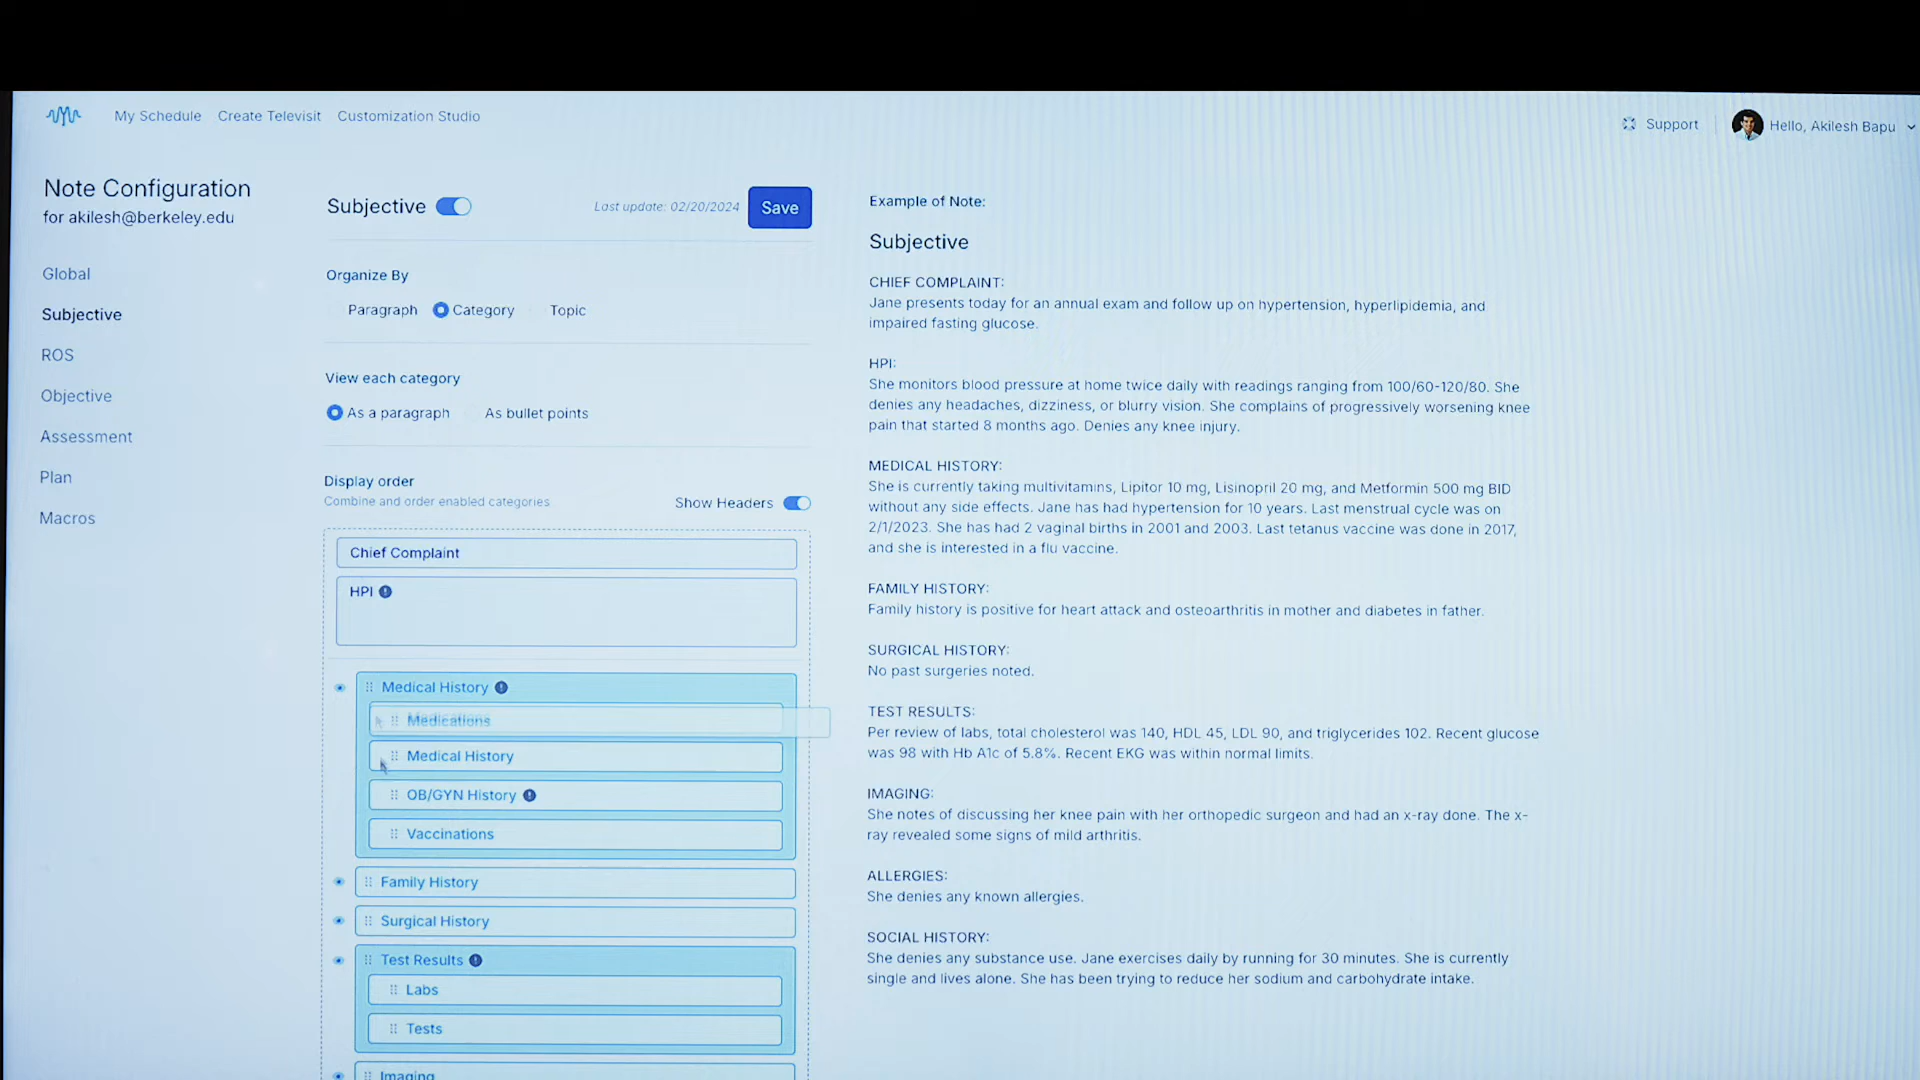 My Schedule
Create Televisit
Customization Studio
Support
Hello, Akilesh Bapu
Note Configuration
for akilesh@berkeley.edu
Global
Subjective
ROS
Objective
Assessment
Plan
Macros
Subjective
Last update: 02/20/2024
Save
Organize By
Paragraph
Category
Topic
View each category
As a paragraph
As bullet points
Display order
Combine and order enabled categories
Show Headers
Chief Complaint
HPI
Medical History
Medications
Medical History
OB/GYN History
Vaccinations
Family History
Surgical History
Test Results
Labs
Tests
Imaging
Example of Note:
Subjective
CHIEF COMPLAINT:
Jane presents today for an annual exam and follow up on hypertension, hyperlipidemia, and
impaired fasting glucose.
HPI:
She monitors blood pressure at home twice daily with readings ranging from 100/60-120/80. She
denies any headaches, dizziness, or blurry vision. She complains of progressively worsening knee
pain that started 8 months ago. Denies any knee injury.
MEDICAL HISTORY:
She is currently taking multivitamins, Lipitor 10 mg, Lisinopril 20 mg, and Metformin 500 mg BID
without any side effects. Jane has had hypertension for 10 years. Last menstrual cycle was on
2/1/2023. She has had 2 vaginal births in 2001 and 2003. Last tetanus vaccine was done in 2017,
and she is interested in a flu vaccine.
FAMILY HISTORY:
Family history is positive for heart attack and osteoarthritis in mother and diabetes in father.
SURGICAL HISTORY:
No past surgeries noted.
TEST RESULTS:
Per review of labs, total cholesterol was 140, HDL 45, LDL 90, and triglycerides 102. Recent glucose
was 98 with Hb A1c of 5.8%. Recent EKG was within normal limits.
IMAGING:
She notes of discussing her knee pain with her orthopedic surgeon and had an x-ray done. The x-
ray revealed some signs of mild arthritis.
ALLERGIES:
She denies any known allergies.
SOCIAL HISTORY:
She denies any substance use. Jane exercises daily by running for 30 minutes. She is currently
single and lives alone. She has been trying to reduce her sodium and carbohydrate intake.